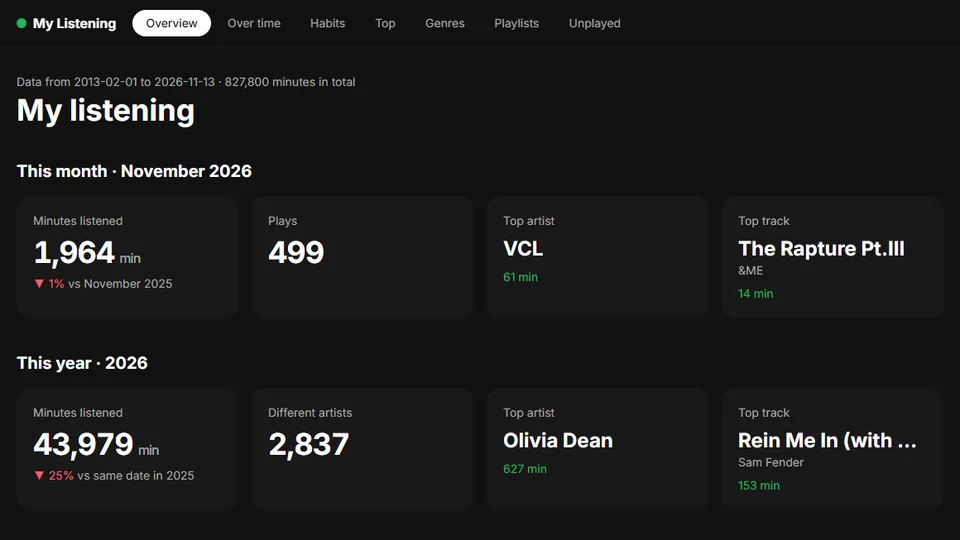 My Listening Overview Over time Habits Top Genres Playlists Unplayed
Data from 2013-02-01 to 2026-11-13 · 827,800 minutes in total
My listening
This month · November 2026
Minutes listened
1,964 min
▼ 1% vs November 2025
Plays
499
Top artist
VCL
61 min
Top track
The Rapture Pt.III
&ME
14 min
This year · 2026
Minutes listened
43,979 min
▼ 25% vs same date in 2025
Different artists
2,837
Top artist
Olivia Dean
627 min
Top track
Rein Me In (with ...
Sam Fender
153 min